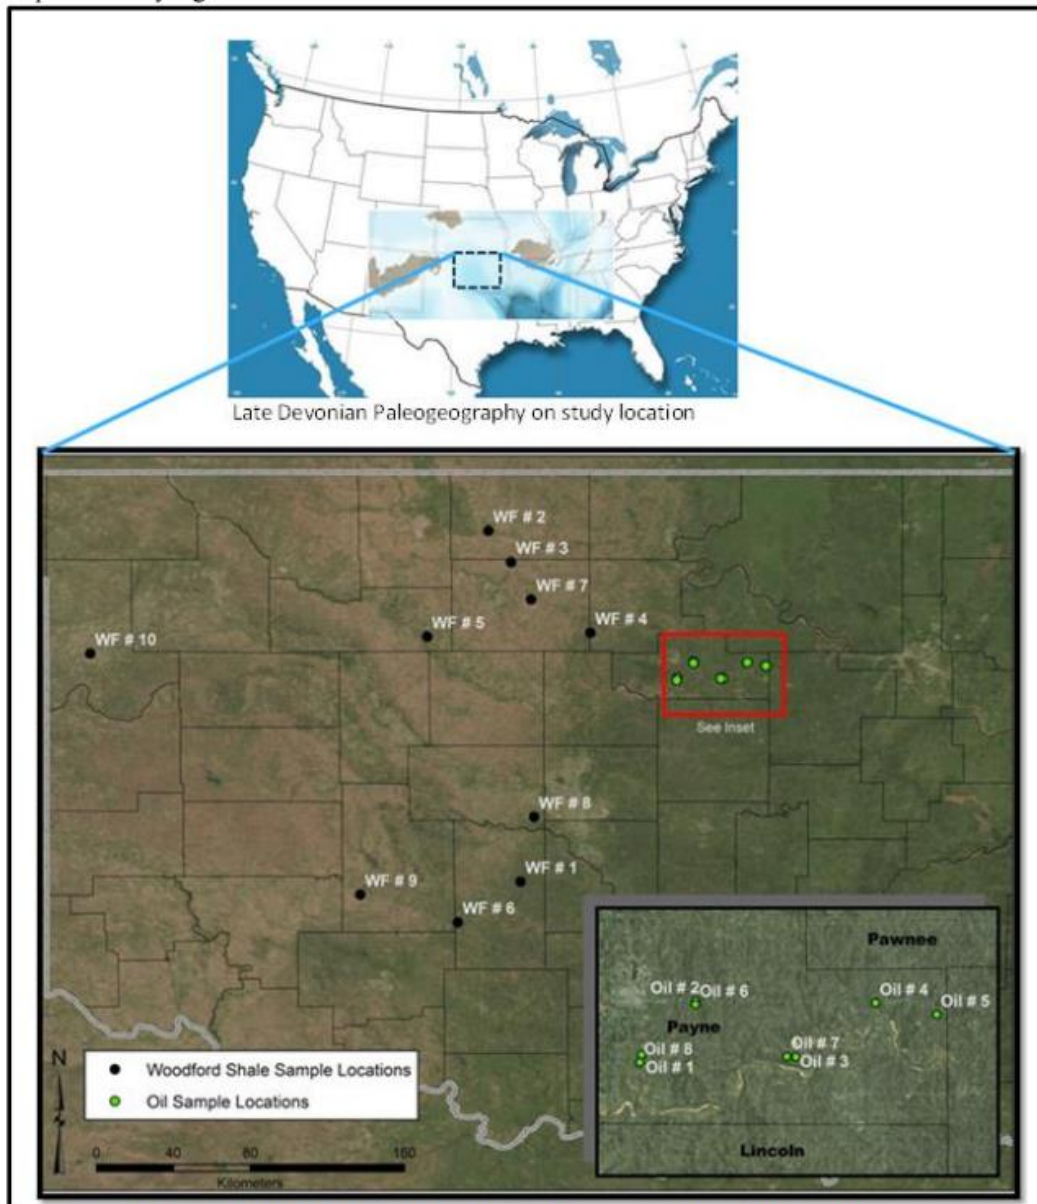 Late Devonian Paleogeography on study location
WF # 2
WF # 3
WF # 7
WF # 5
WF # 4
WF # 10
See Inset
WF # 8
WF # 1
WF # 9
WF # 6
Pawnee
Oil # 2
Oil # 6
Oil # 4
Oil # 5
Payne
Oil # 7
Oil # 8
Oil # 3
Oil # 1
Lincoln
N
Woodford Shale Sample Locations
Oil Sample Locations
0 40 80 160
Kilometers